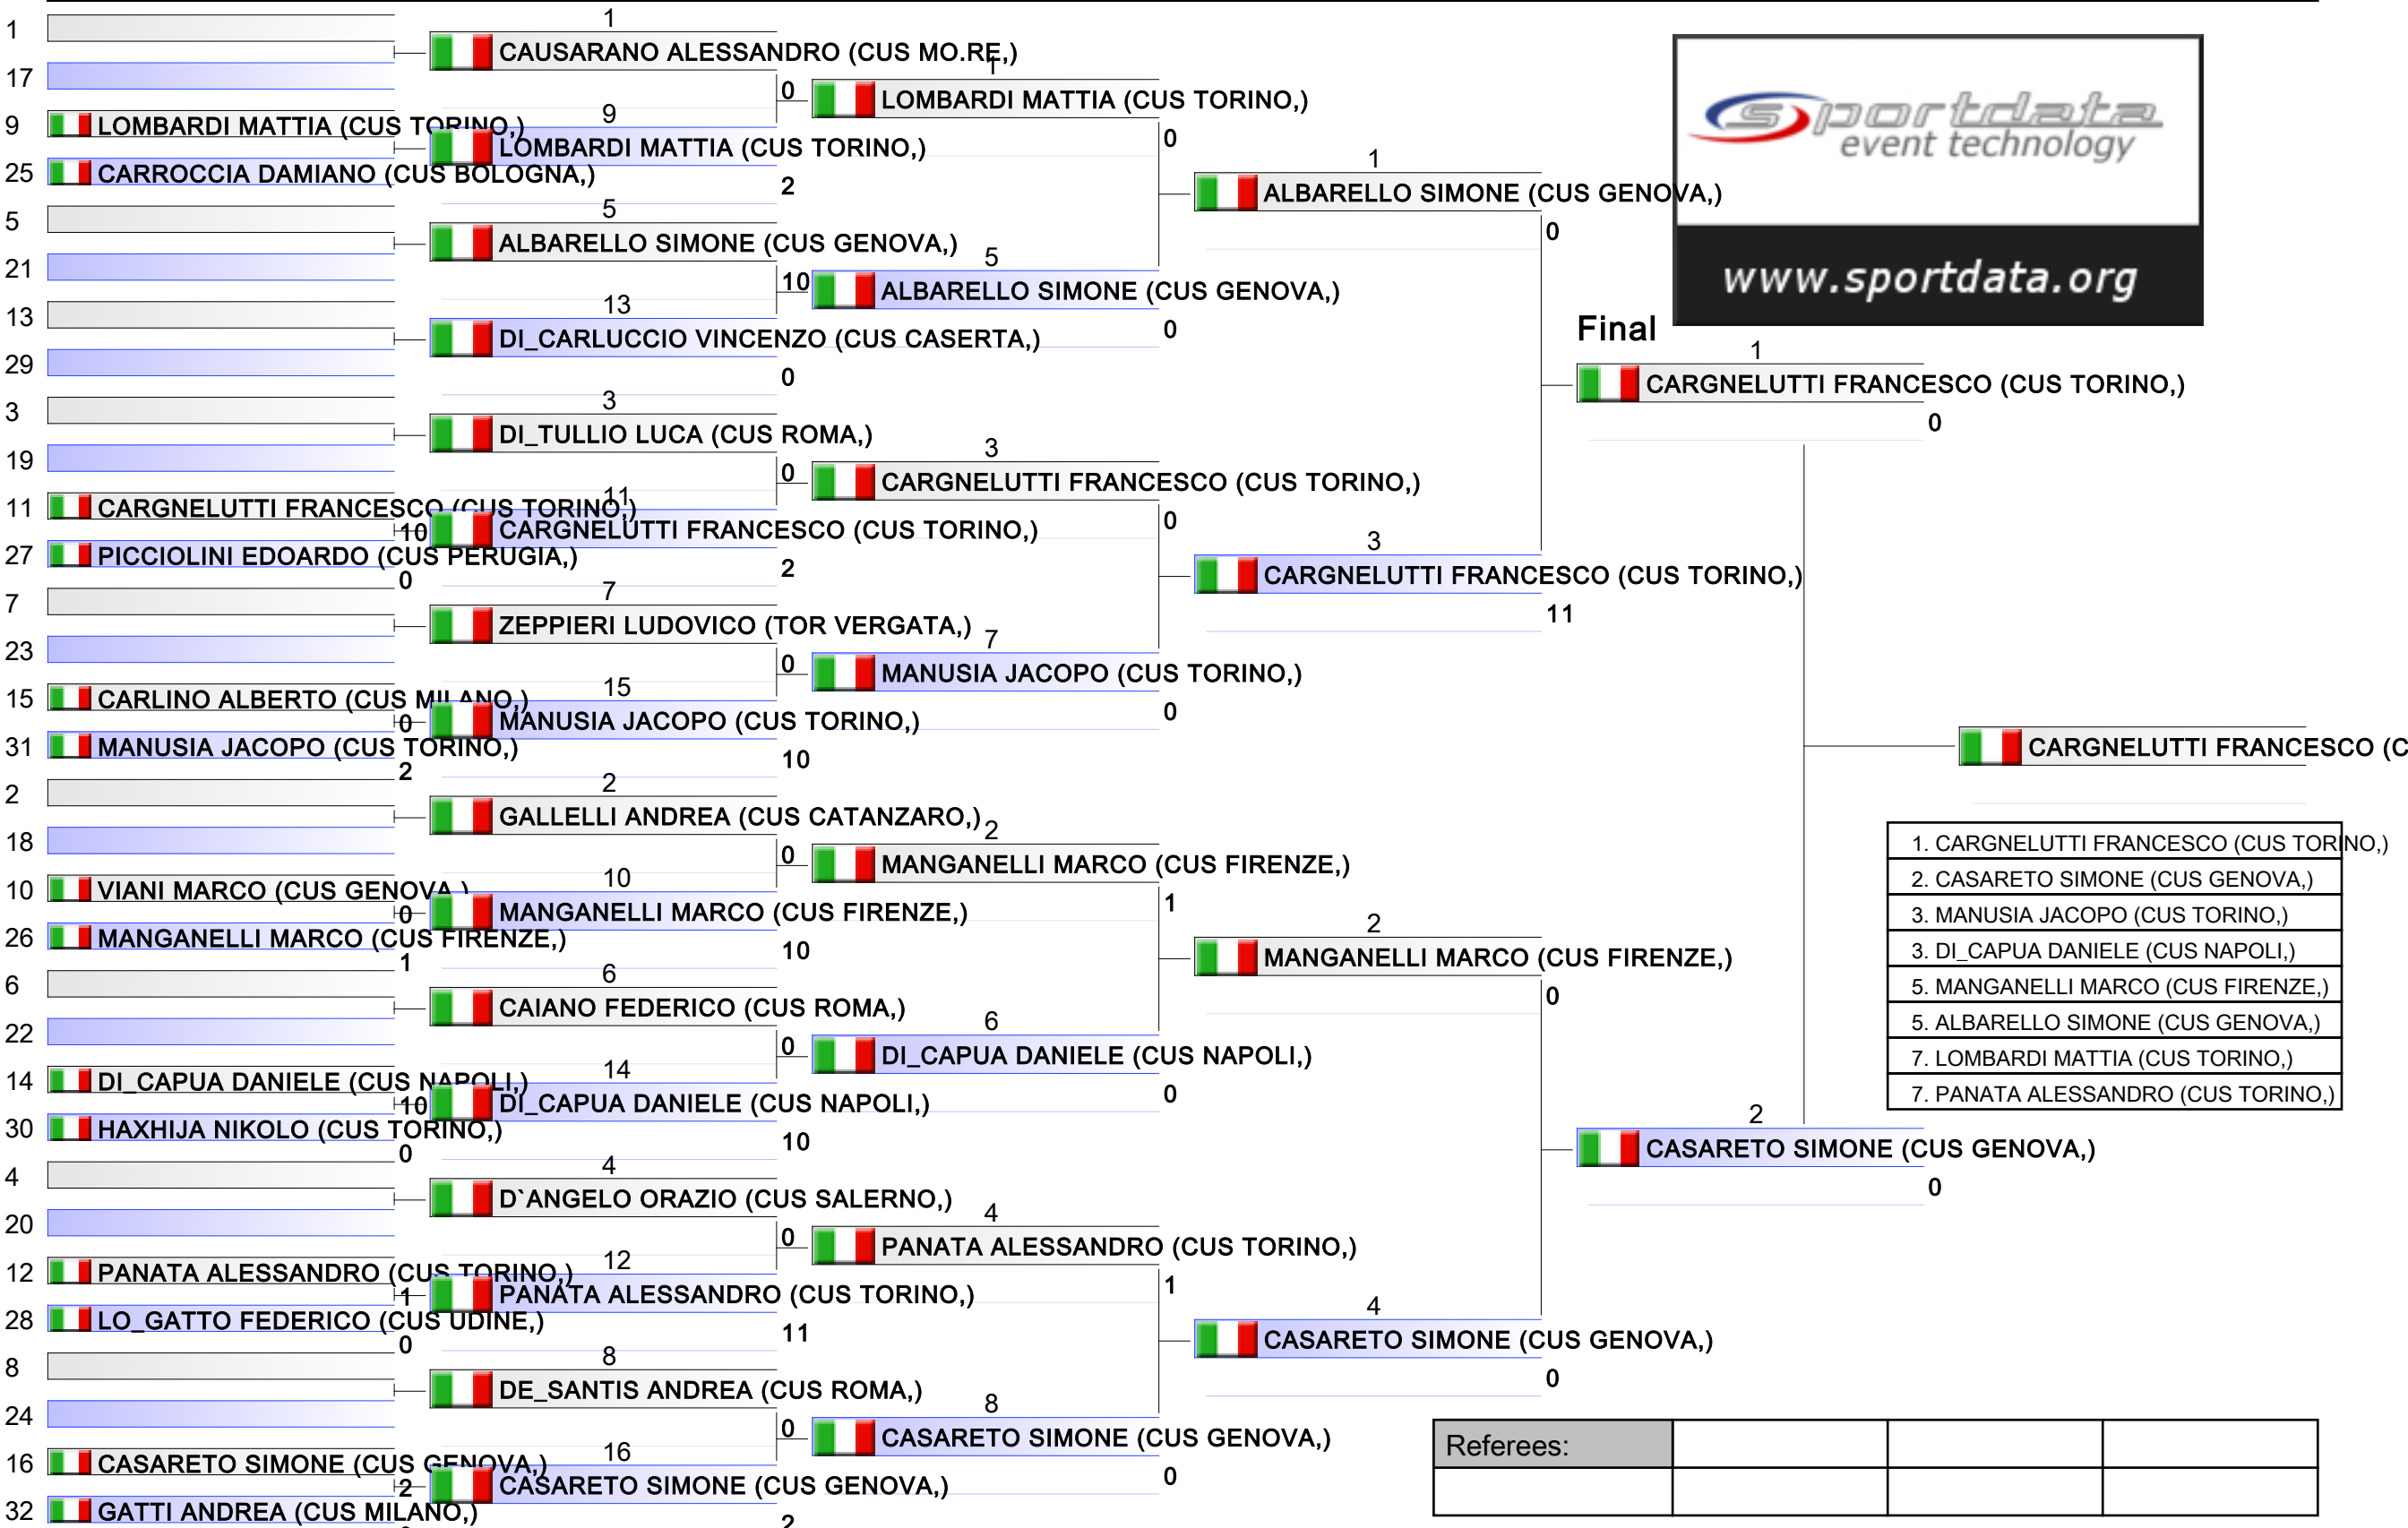 1
17
9 LOMBARDI MATTIA (CUS TORINO,)
25 CARROCCIA DAMIANO (CUS BOLOGNA,)
5
21
13
29
3
19
11 CARGNELUTTI FRANCESCO (CUS TORINO,)
10
27 PICCIOLINI EDOARDO (CUS PERUGIA,)
0
7
23
15 CARLINO ALBERTO (CUS MILANO,)
0
31 MANUSIA JACOPO (CUS TORINO,)
2
2
18
10 VIANI MARCO (CUS GENOVA,)
0
26 MANGANELLI MARCO (CUS FIRENZE,)
1
6
22
14 DI_CAPUA DANIELE (CUS NAPOLI,)
10
30 HAXHIJA NIKOLO (CUS TORINO,)
0
4
20
12 PANATA ALESSANDRO (CUS TORINO,)
1
28 LO_GATTO FEDERICO (CUS UDINE,)
0
8
24
16 CASARETO SIMONE (CUS GENOVA,)
2
32 GATTI ANDREA (CUS MILANO,)
1
CAUSARANO ALESSANDRO (CUS MO.RE,)
0
9
LOMBARDI MATTIA (CUS TORINO,)
2
5
ALBARELLO SIMONE (CUS GENOVA,)
10
13
DI_CARLUCCIO VINCENZO (CUS CASERTA,)
0
3
DI_TULLIO LUCA (CUS ROMA,)
0
11
CARGNELUTTI FRANCESCO (CUS TORINO,)
2
7
ZEPPIERI LUDOVICO (TOR VERGATA,)
0
15
MANUSIA JACOPO (CUS TORINO,)
10
2
GALLELLI ANDREA (CUS CATANZARO,)
0
10
MANGANELLI MARCO (CUS FIRENZE,)
10
6
CAIANO FEDERICO (CUS ROMA,)
0
14
DI_CAPUA DANIELE (CUS NAPOLI,)
10
4
D`ANGELO ORAZIO (CUS SALERNO,)
0
12
PANATA ALESSANDRO (CUS TORINO,)
11
8
DE_SANTIS ANDREA (CUS ROMA,)
0
16
CASARETO SIMONE (CUS GENOVA,)
2
1
LOMBARDI MATTIA (CUS TORINO,)
0
5
ALBARELLO SIMONE (CUS GENOVA,)
0
3
CARGNELUTTI FRANCESCO (CUS TORINO,)
0
7
MANUSIA JACOPO (CUS TORINO,)
0
2
MANGANELLI MARCO (CUS FIRENZE,)
1
6
DI_CAPUA DANIELE (CUS NAPOLI,)
0
4
PANATA ALESSANDRO (CUS TORINO,)
1
8
CASARETO SIMONE (CUS GENOVA,)
0
1
ALBARELLO SIMONE (CUS GENOVA,)
0
3
CARGNELUTTI FRANCESCO (CUS TORINO,)
11
2
MANGANELLI MARCO (CUS FIRENZE,)
0
4
CASARETO SIMONE (CUS GENOVA,)
0
sportdata
event technology
www.sportdata.org
Final
1
CARGNELUTTI FRANCESCO (CUS TORINO,)
0
2
CASARETO SIMONE (CUS GENOVA,)
0
CARGNELUTTI FRANCESCO (C
1. CARGNELUTTI FRANCESCO (CUS TORINO,)
2. CASARETO SIMONE (CUS GENOVA,)
3. MANUSIA JACOPO (CUS TORINO,)
3. DI_CAPUA DANIELE (CUS NAPOLI,)
5. MANGANELLI MARCO (CUS FIRENZE,)
5. ALBARELLO SIMONE (CUS GENOVA,)
7. LOMBARDI MATTIA (CUS TORINO,)
7. PANATA ALESSANDRO (CUS TORINO,)
Referees: